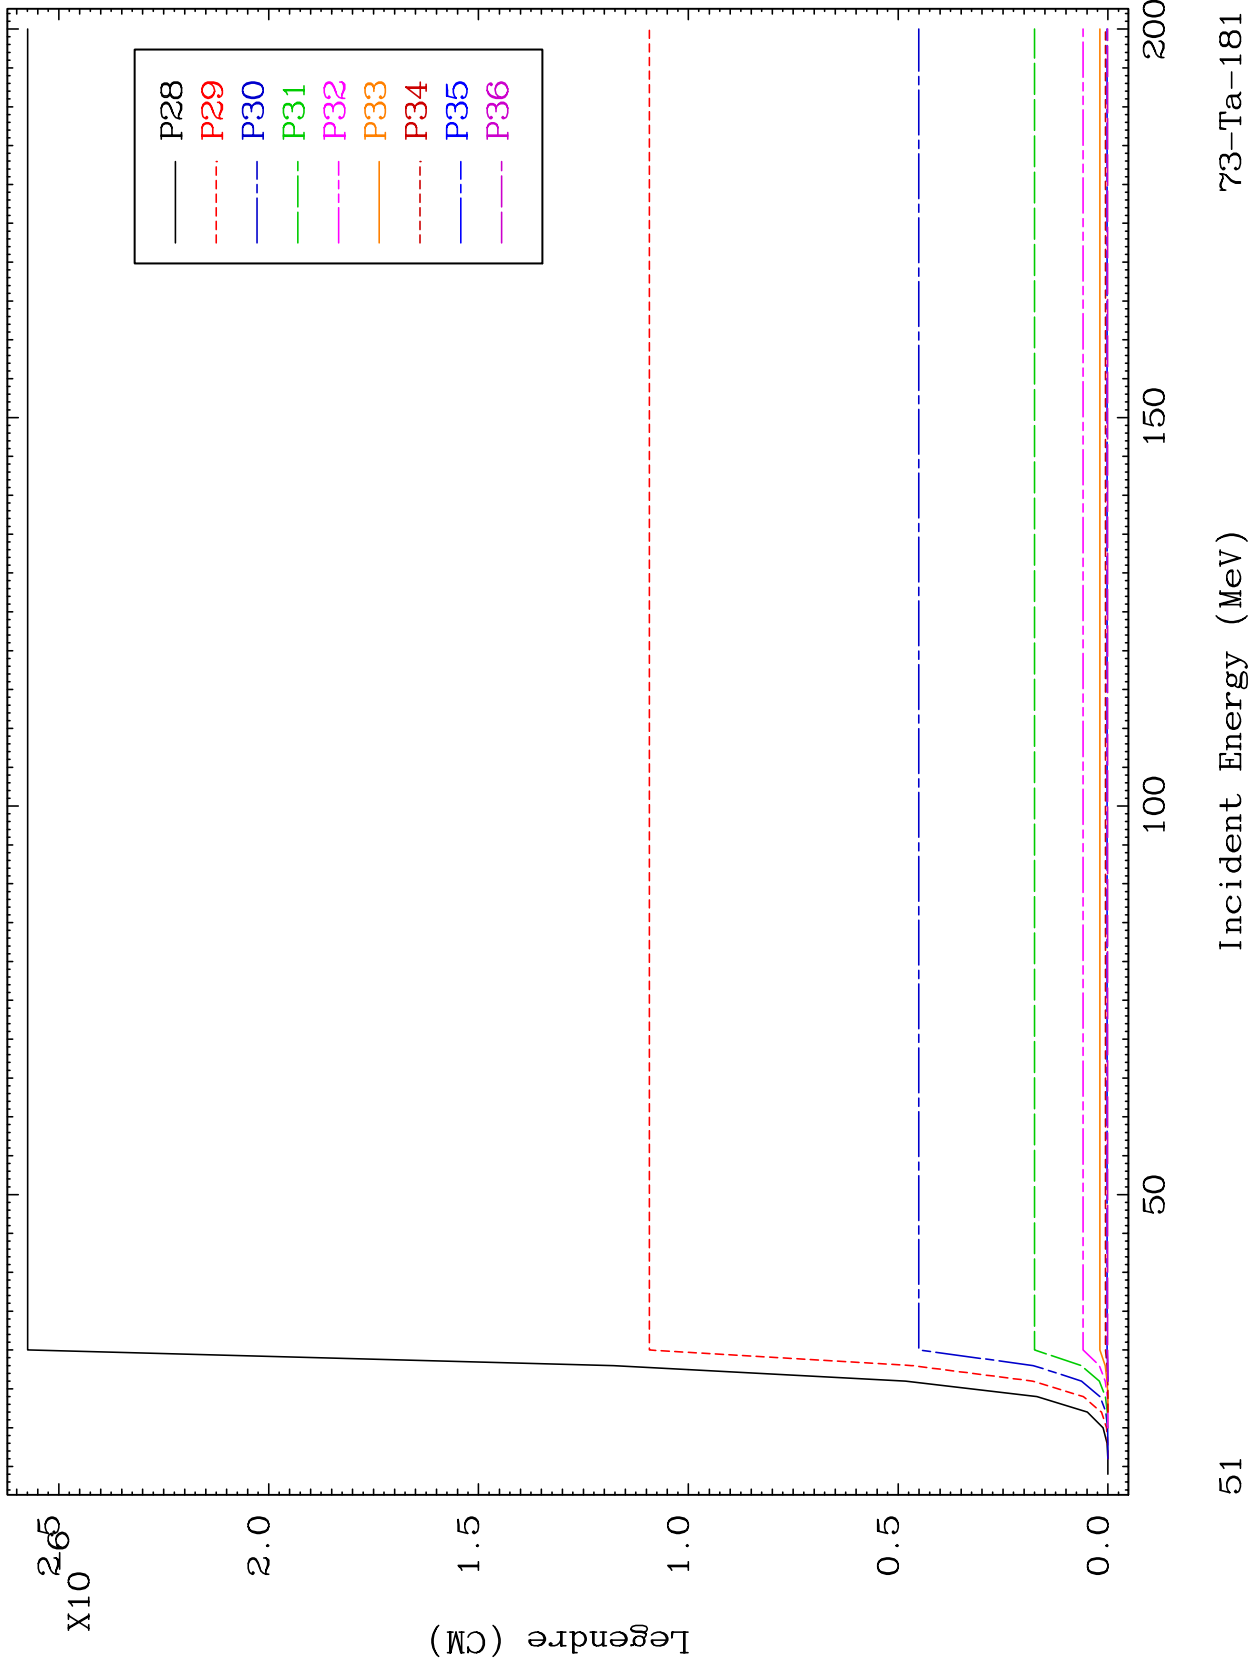 P28
P29
P30
P31
P32
P33
P34
P35
P36
X10
-6
2.5
2.0
1.5
1.0
0.5
0.0
Legendre (CM)
50
100
150
200
Incident Energy (MeV)
51
73-Ta-181